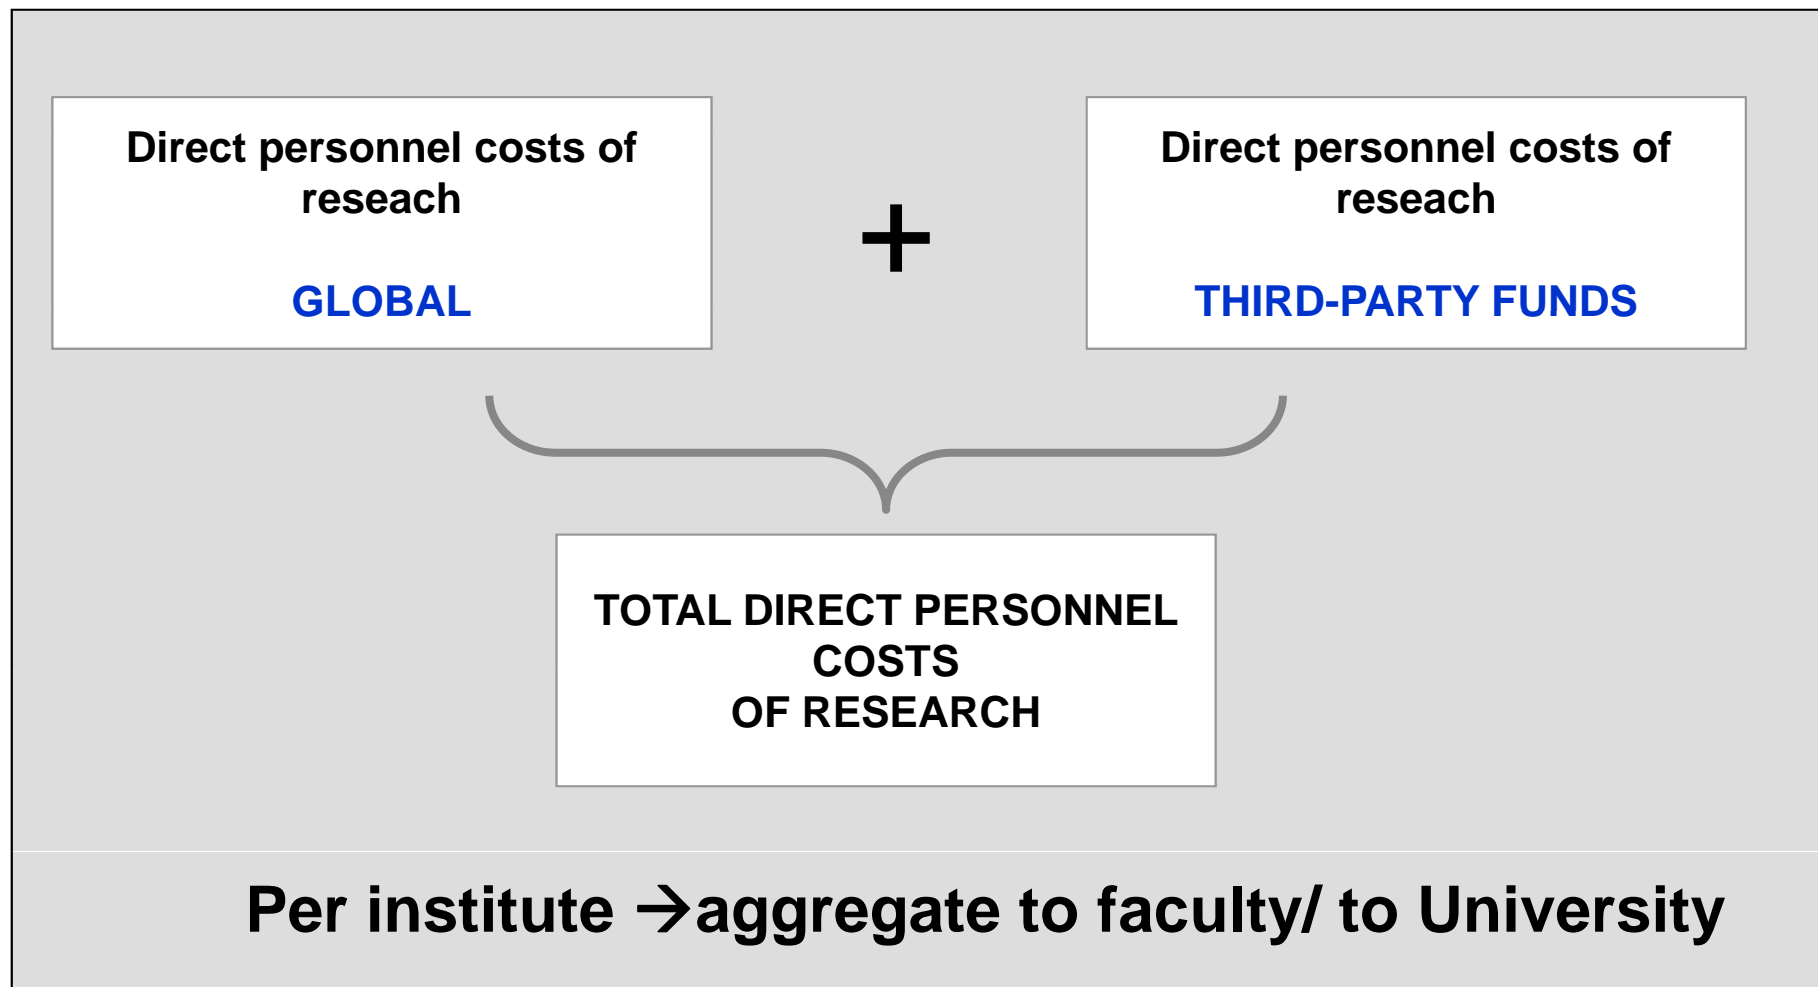 Direct personnel costs of
reseach
GLOBAL
+
Direct personnel costs of
reseach
THIRD-PARTY FUNDS
TOTAL DIRECT PERSONNEL
COSTS
OF RESEARCH
Per institute →aggregate to faculty/ to University